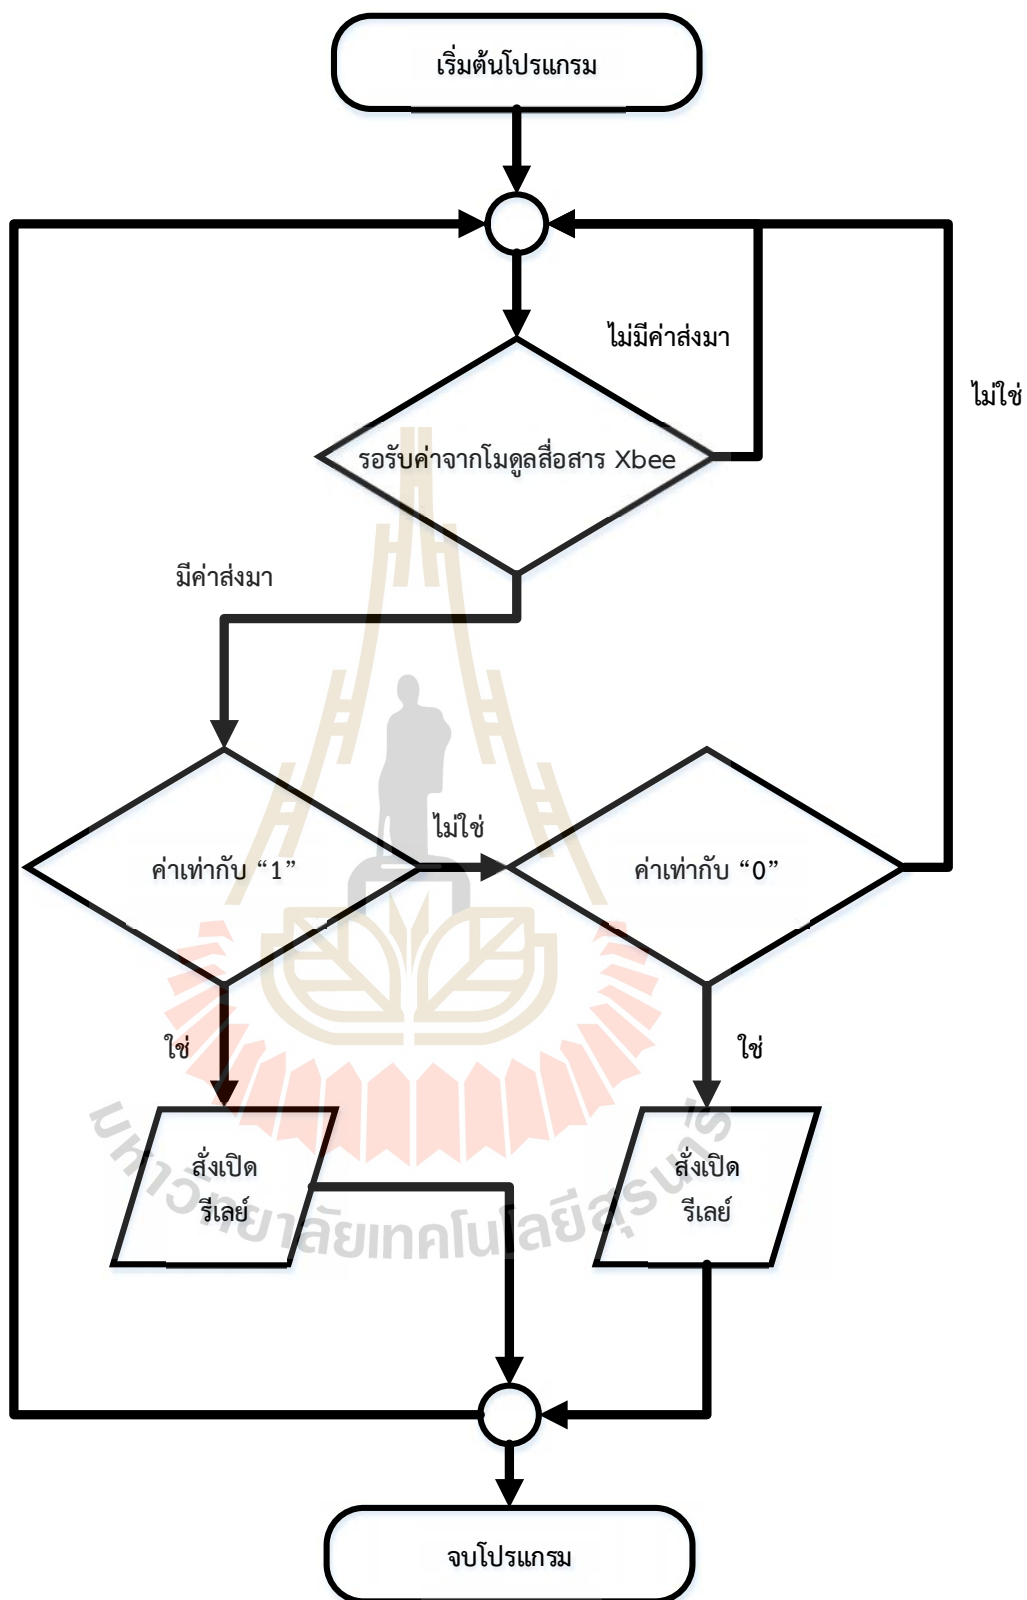 เริ่มต้นโปรแกรม
ไม่มีค่าส่งมา
ไม่ใช่
รอรับค่าจากโมดูลสื่อสาร Xbee
มีค่าส่งมา
ไม่ใช่
ค่าเท่ากับ “1”
ค่าเท่ากับ “0”
ใช่
ใช่
สั่งเปิด
รีเลย์
สั่งเปิด
รีเลย์
มหาวิทยาลัยเทคโนโลยีสุรนารี
จบโปรแกรม